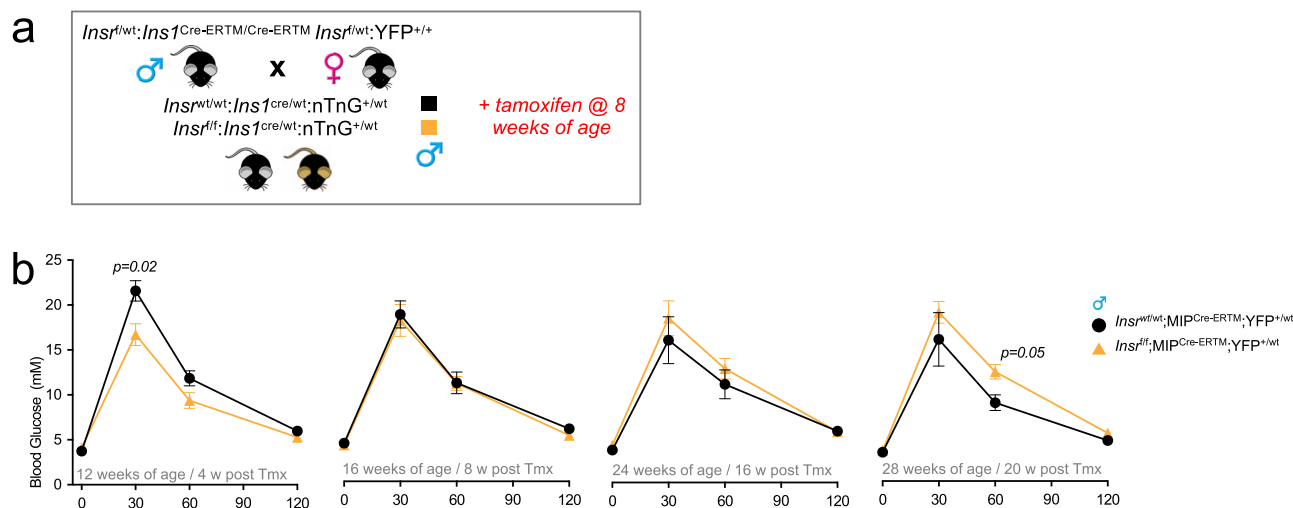 a
Insrf/wt:Ins1Cre-ERTM/Cre-ERTM Insrf/wt:YFP+/+
♂ x ♀
Insrwt/wt:Ins1cre/wt:nTnG+/wt
Insrf/f:Ins1cre/wt:nTnG+/wt
♂
+ tamoxifen @ 8
weeks of age
b
Blood Glucose (mM)
25
20
15
10
5
0
p=0.02
12 weeks of age / 4 w post Tmx
0 30 60 120
16 weeks of age / 8 w post Tmx
0 30 60 120
24 weeks of age / 16 w post Tmx
0 30 60 120
p=0.05
28 weeks of age / 20 w post Tmx
0 30 60 120
♂
Insrwt/wt;MIPCre-ERTM;YFP+/wt
Insrf/f;MIPCre-ERTM;YFP+/wt